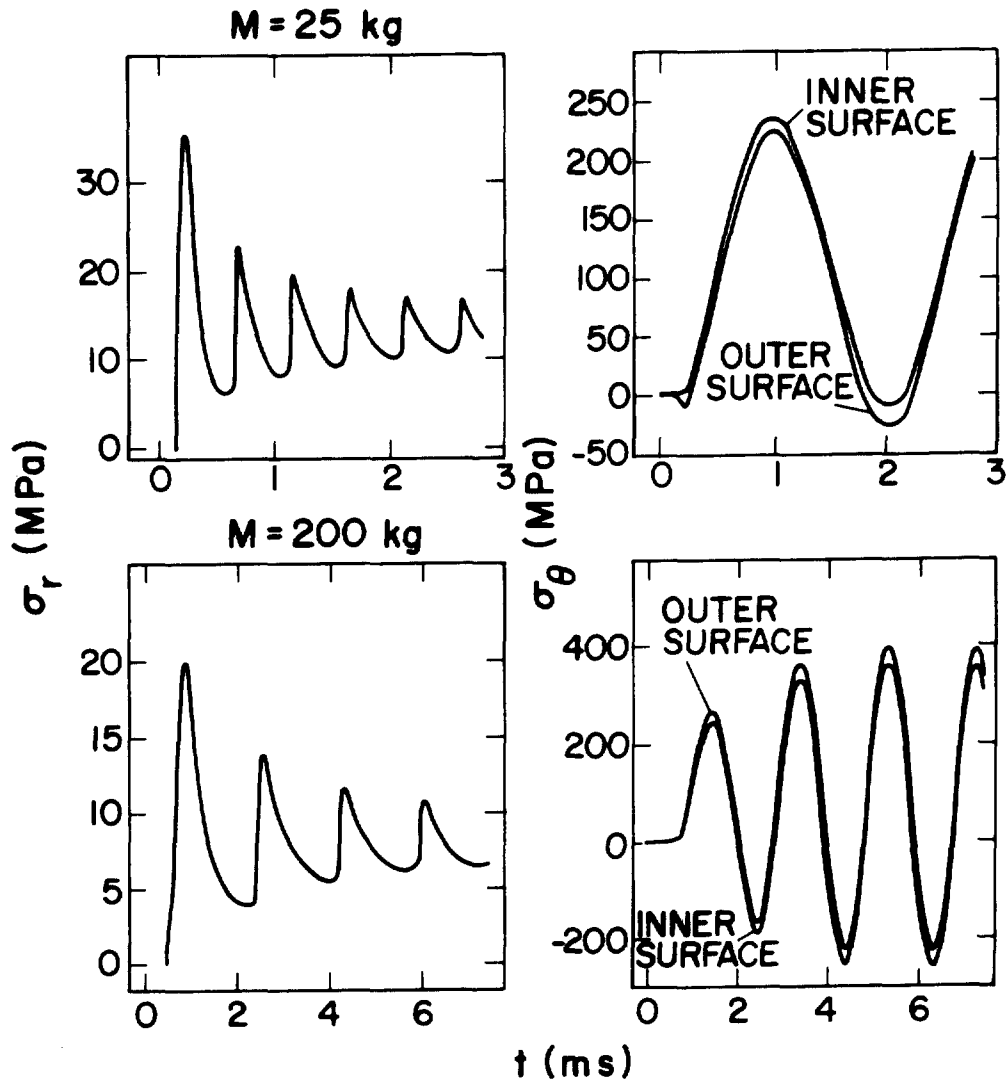 M = 25 kg
σr (MPa)
30
20
10
0
0 1 2 3
σθ (MPa)
250
200
150
100
50
0
-50
0 1 2 3
INNER
SURFACE
OUTER
SURFACE
M = 200 kg
20
15
10
5
0
0 2 4 6
400
200
0
-200
0 2 4 6
OUTER
SURFACE
INNER
SURFACE
t (ms)